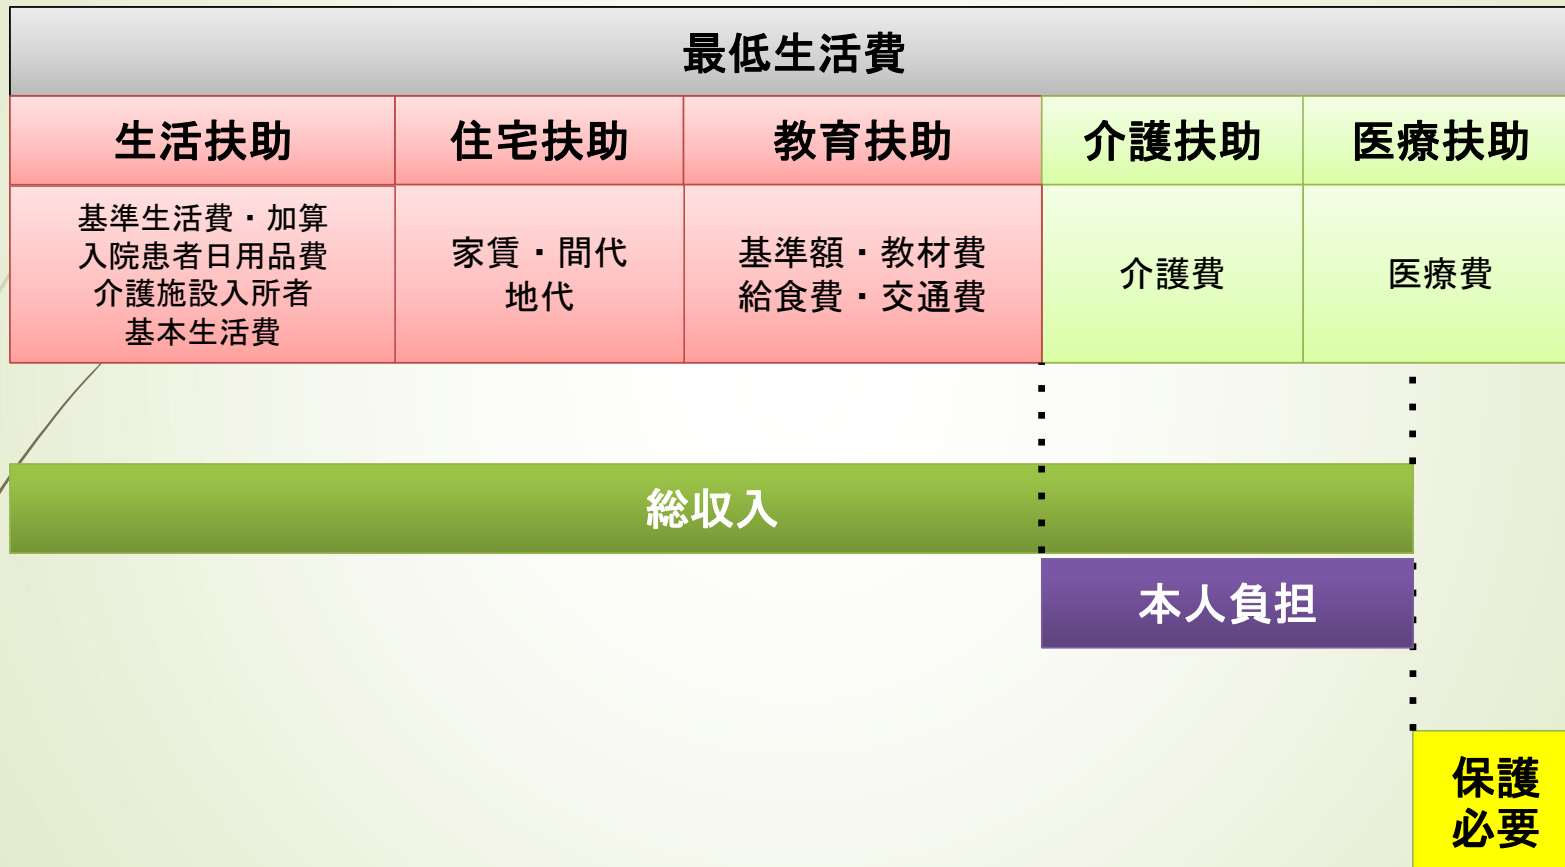 最低生活費
生活扶助
住宅扶助
教育扶助
介護扶助
医療扶助
基準生活費・加算
入院患者日用品費
介護施設入所者
基本生活費
家賃・間代
地代
基準額・教材費
給食費・交通費
介護費
医療費
総収入
本人負担
保護
必要